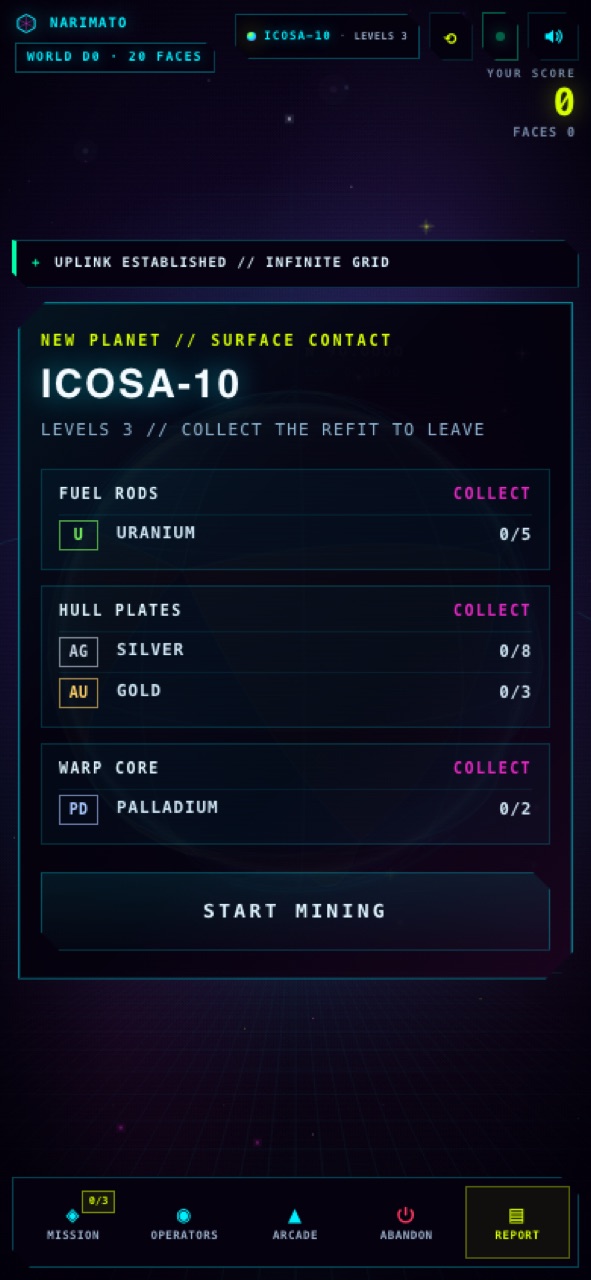 NARIMATO
WORLD D0 · 20 FACES
ICOSA-10 · LEVELS 3
YOUR SCORE
0
FACES 0
+ UPLINK ESTABLISHED // INFINITE GRID
NEW PLANET // SURFACE CONTACT
ICOSA-10
LEVELS 3 // COLLECT THE REFIT TO LEAVE
FUEL RODS COLLECT
U URANIUM 0/5
HULL PLATES COLLECT
AG SILVER 0/8
AU GOLD 0/3
WARP CORE COLLECT
PD PALLADIUM 0/2
START MINING
0/3
MISSION OPERATORS ARCADE ABANDON REPORT